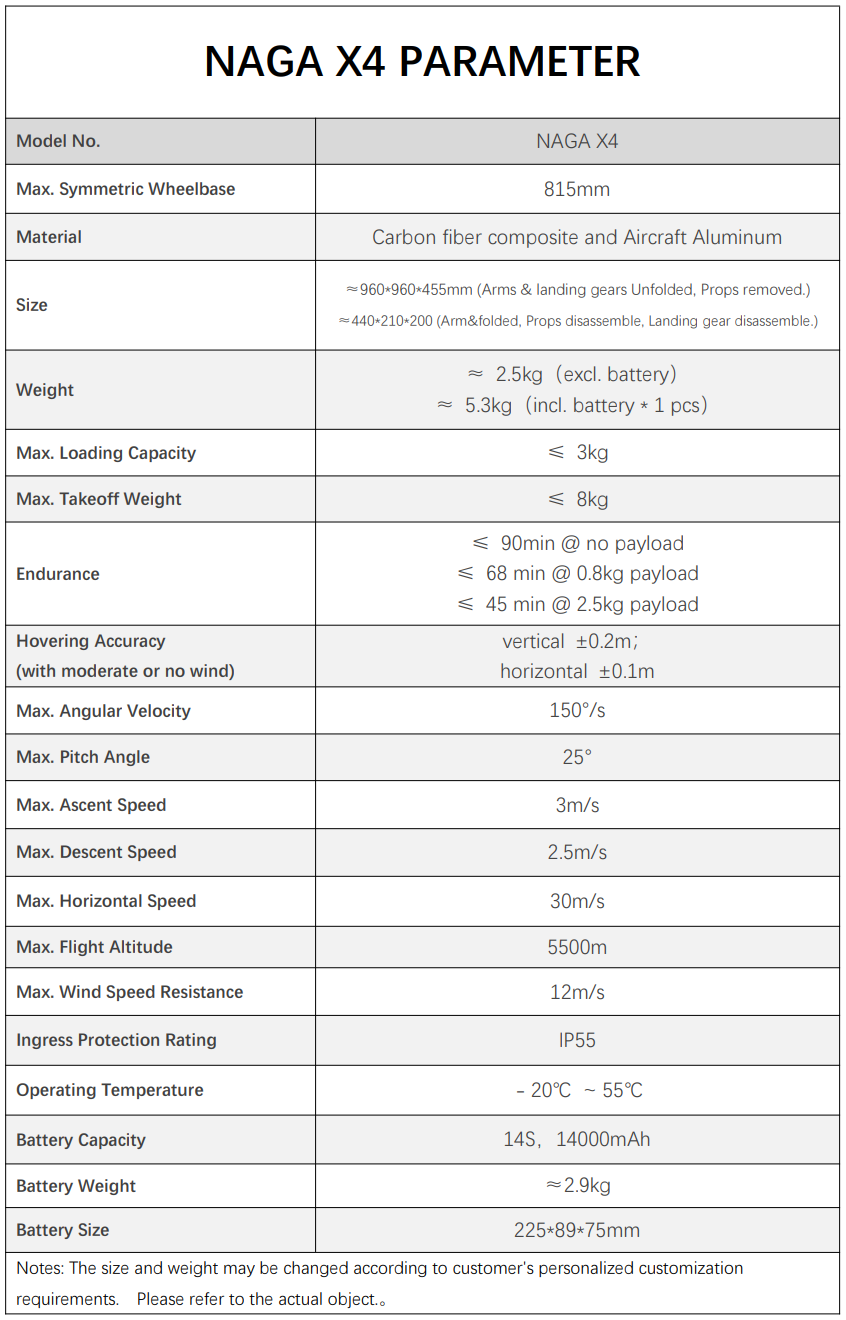 NAGA X4 PARAMETER
Model No. NAGA X4
Max. Symmetric Wheelbase 815mm
Material Carbon fiber composite and Aircraft Aluminum
Size
≈960*960*455mm (Arms & landing gears Unfolded, Props removed.)
≈440*210*200 (Arm&folded, Props disassemble, Landing gear disassemble.)
Weight
≈ 2.5kg（excl. battery）
≈ 5.3kg（incl. battery * 1 pcs）
Max. Loading Capacity ≤ 3kg
Max. Takeoff Weight ≤ 8kg
Endurance
≤ 90min @ no payload
≤ 68 min @ 0.8kg payload
≤ 45 min @ 2.5kg payload
Hovering Accuracy
(with moderate or no wind)
vertical ±0.2m；
horizontal ±0.1m
Max. Angular Velocity 150°/s
Max. Pitch Angle 25°
Max. Ascent Speed 3m/s
Max. Descent Speed 2.5m/s
Max. Horizontal Speed 30m/s
Max. Flight Altitude 5500m
Max. Wind Speed Resistance 12m/s
Ingress Protection Rating IP55
Operating Temperature – 20℃ ~ 55℃
Battery Capacity 14S，14000mAh
Battery Weight ≈2.9kg
Battery Size 225*89*75mm
Notes: The size and weight may be changed according to customer's personalized customization
requirements. Please refer to the actual object.。